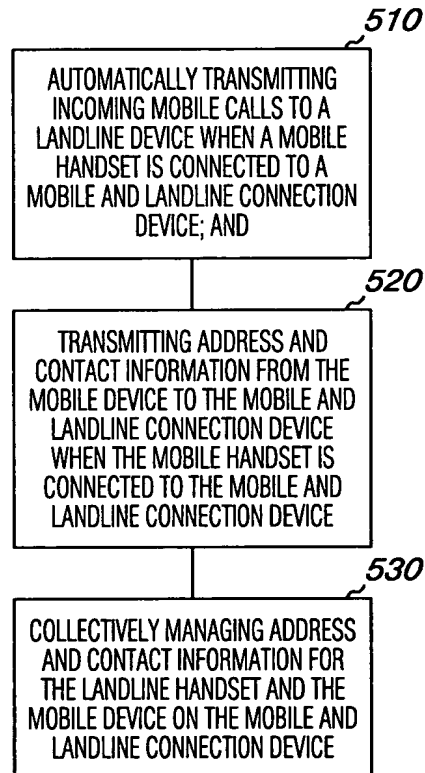 510
AUTOMATICALLY TRANSMITTING
INCOMING MOBILE CALLS TO A
LANDLINE DEVICE WHEN A MOBILE
HANDSET IS CONNECTED TO A
MOBILE AND LANDLINE CONNECTION
DEVICE; AND
520
TRANSMITTING ADDRESS AND
CONTACT INFORMATION FROM THE
MOBILE DEVICE TO THE MOBILE AND
LANDLINE CONNECTION DEVICE
WHEN THE MOBILE HANDSET IS
CONNECTED TO THE MOBILE AND
LANDLINE CONNECTION DEVICE
530
COLLECTIVELY MANAGING ADDRESS
AND CONTACT INFORMATION FOR
THE LANDLINE HANDSET AND THE
MOBILE DEVICE ON THE MOBILE AND
LANDLINE CONNECTION DEVICE